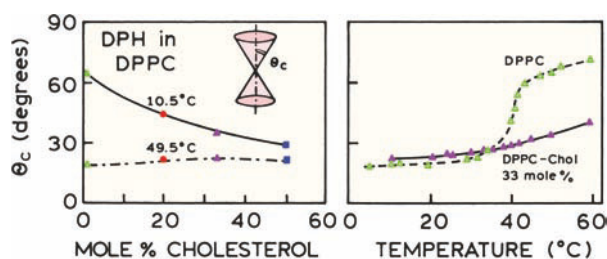 DPH in
DPPC
θc
10.5°C
49.5°C
90
60
30
0
0
20
40
60
θc (degrees)
MOLE % CHOLESTEROL
DPPC
DPPC-Chol
33 mole %
0
20
40
60
TEMPERATURE (°C)